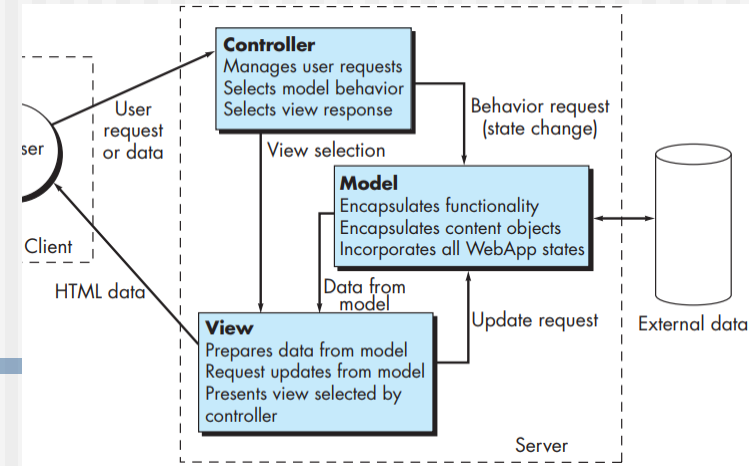 Controller
Manages user requests
Selects model behavior
Selects view response
User
request
or data
ser
Behavior request
(state change)
View selection
Model
Encapsulates functionality
Encapsulates content objects
Incorporates all WebApp states
Client
HTML data
Data from
model
Update request
External data
View
Prepares data from model
Request updates from model
Presents view selected by
controller
Server